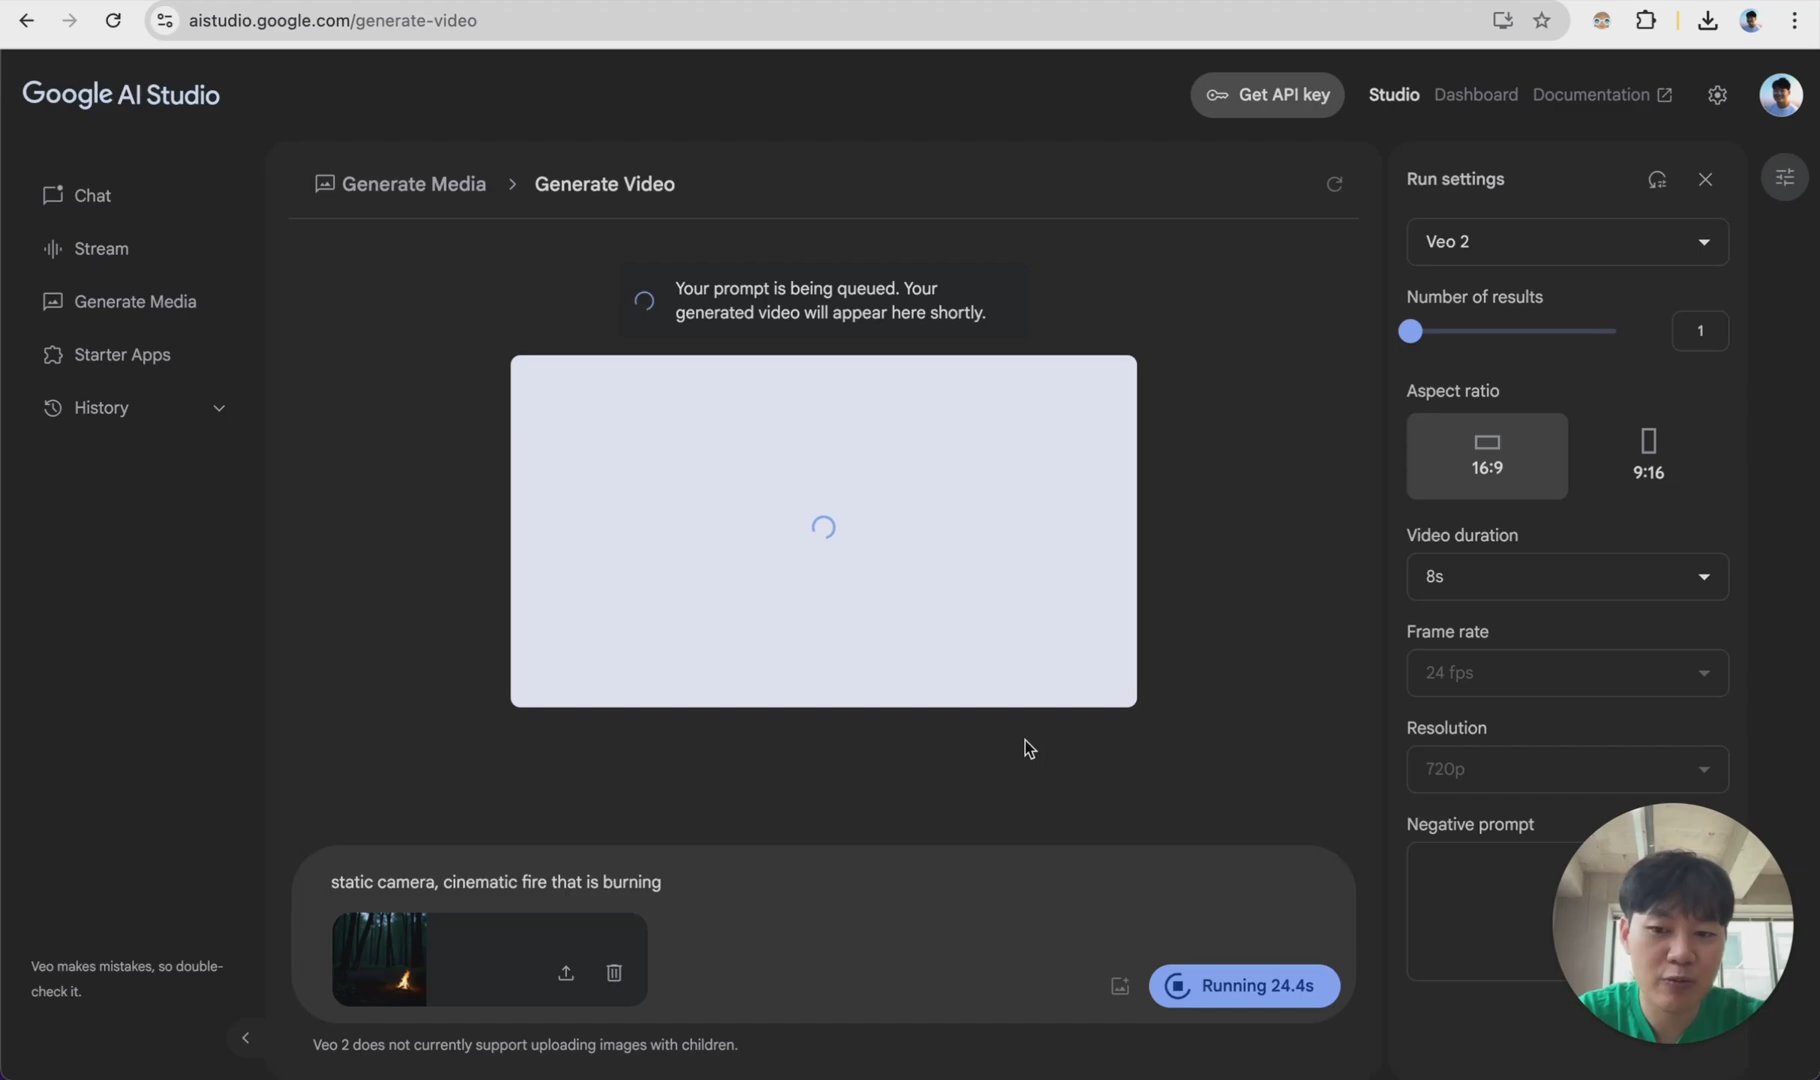 aistudio.google.com/generate-video
Google AI Studio
Get API key
Studio
Dashboard
Documentation
Chat
Stream
Generate Media
Starter Apps
History
Generate Media
Generate Video
Your prompt is being queued. Your
generated video will appear here shortly.
static camera, cinematic fire that is burning
Running 24.4s
Veo 2 does not currently support uploading images with children.
Veo makes mistakes, so double-
check it.
Run settings
Veo 2
Number of results
1
Aspect ratio
16:9
9:16
Video duration
8s
Frame rate
24 fps
Resolution
720p
Negative prompt